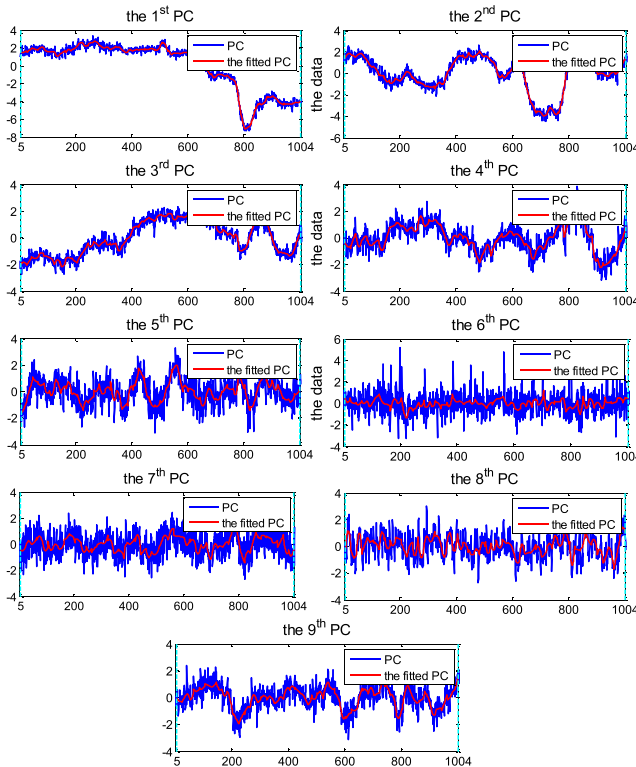 the 1st PC
4
2
0
-2
-4
-6
-8
5 200 400 600 800 1004
PC
the fitted PC
the 2nd PC
the data
4
2
0
-2
-4
-6
5 200 400 600 800 1004
PC
the fitted PC
the 3rd PC
4
2
0
-2
-4
5 200 400 600 800 1004
PC
the fitted PC
the 4th PC
the data
4
2
0
-2
-4
5 200 400 600 800 1004
PC
the fitted PC
the 5th PC
4
2
0
-2
-4
5 200 400 600 800 1004
PC
the fitted PC
the 6th PC
the data
6
4
2
0
-2
-4
5 200 400 600 800 1004
PC
the fitted PC
the 7th PC
4
2
0
-2
-4
5 200 400 600 800 1004
PC
the fitted PC
the 8th PC
4
2
0
-2
-4
5 200 400 600 800 1004
PC
the fitted PC
the 9th PC
4
2
0
-2
-4
5 200 400 600 800 1004
PC
the fitted PC